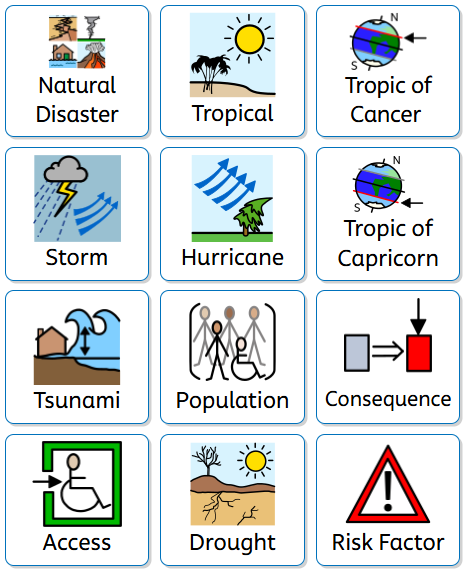 Natural
Disaster
Tropical
N
S
Tropic of
Cancer
Storm
Hurricane
N
S
Tropic of
Capricorn
Tsunami
Population
Consequence
Access
Drought
!
Risk Factor